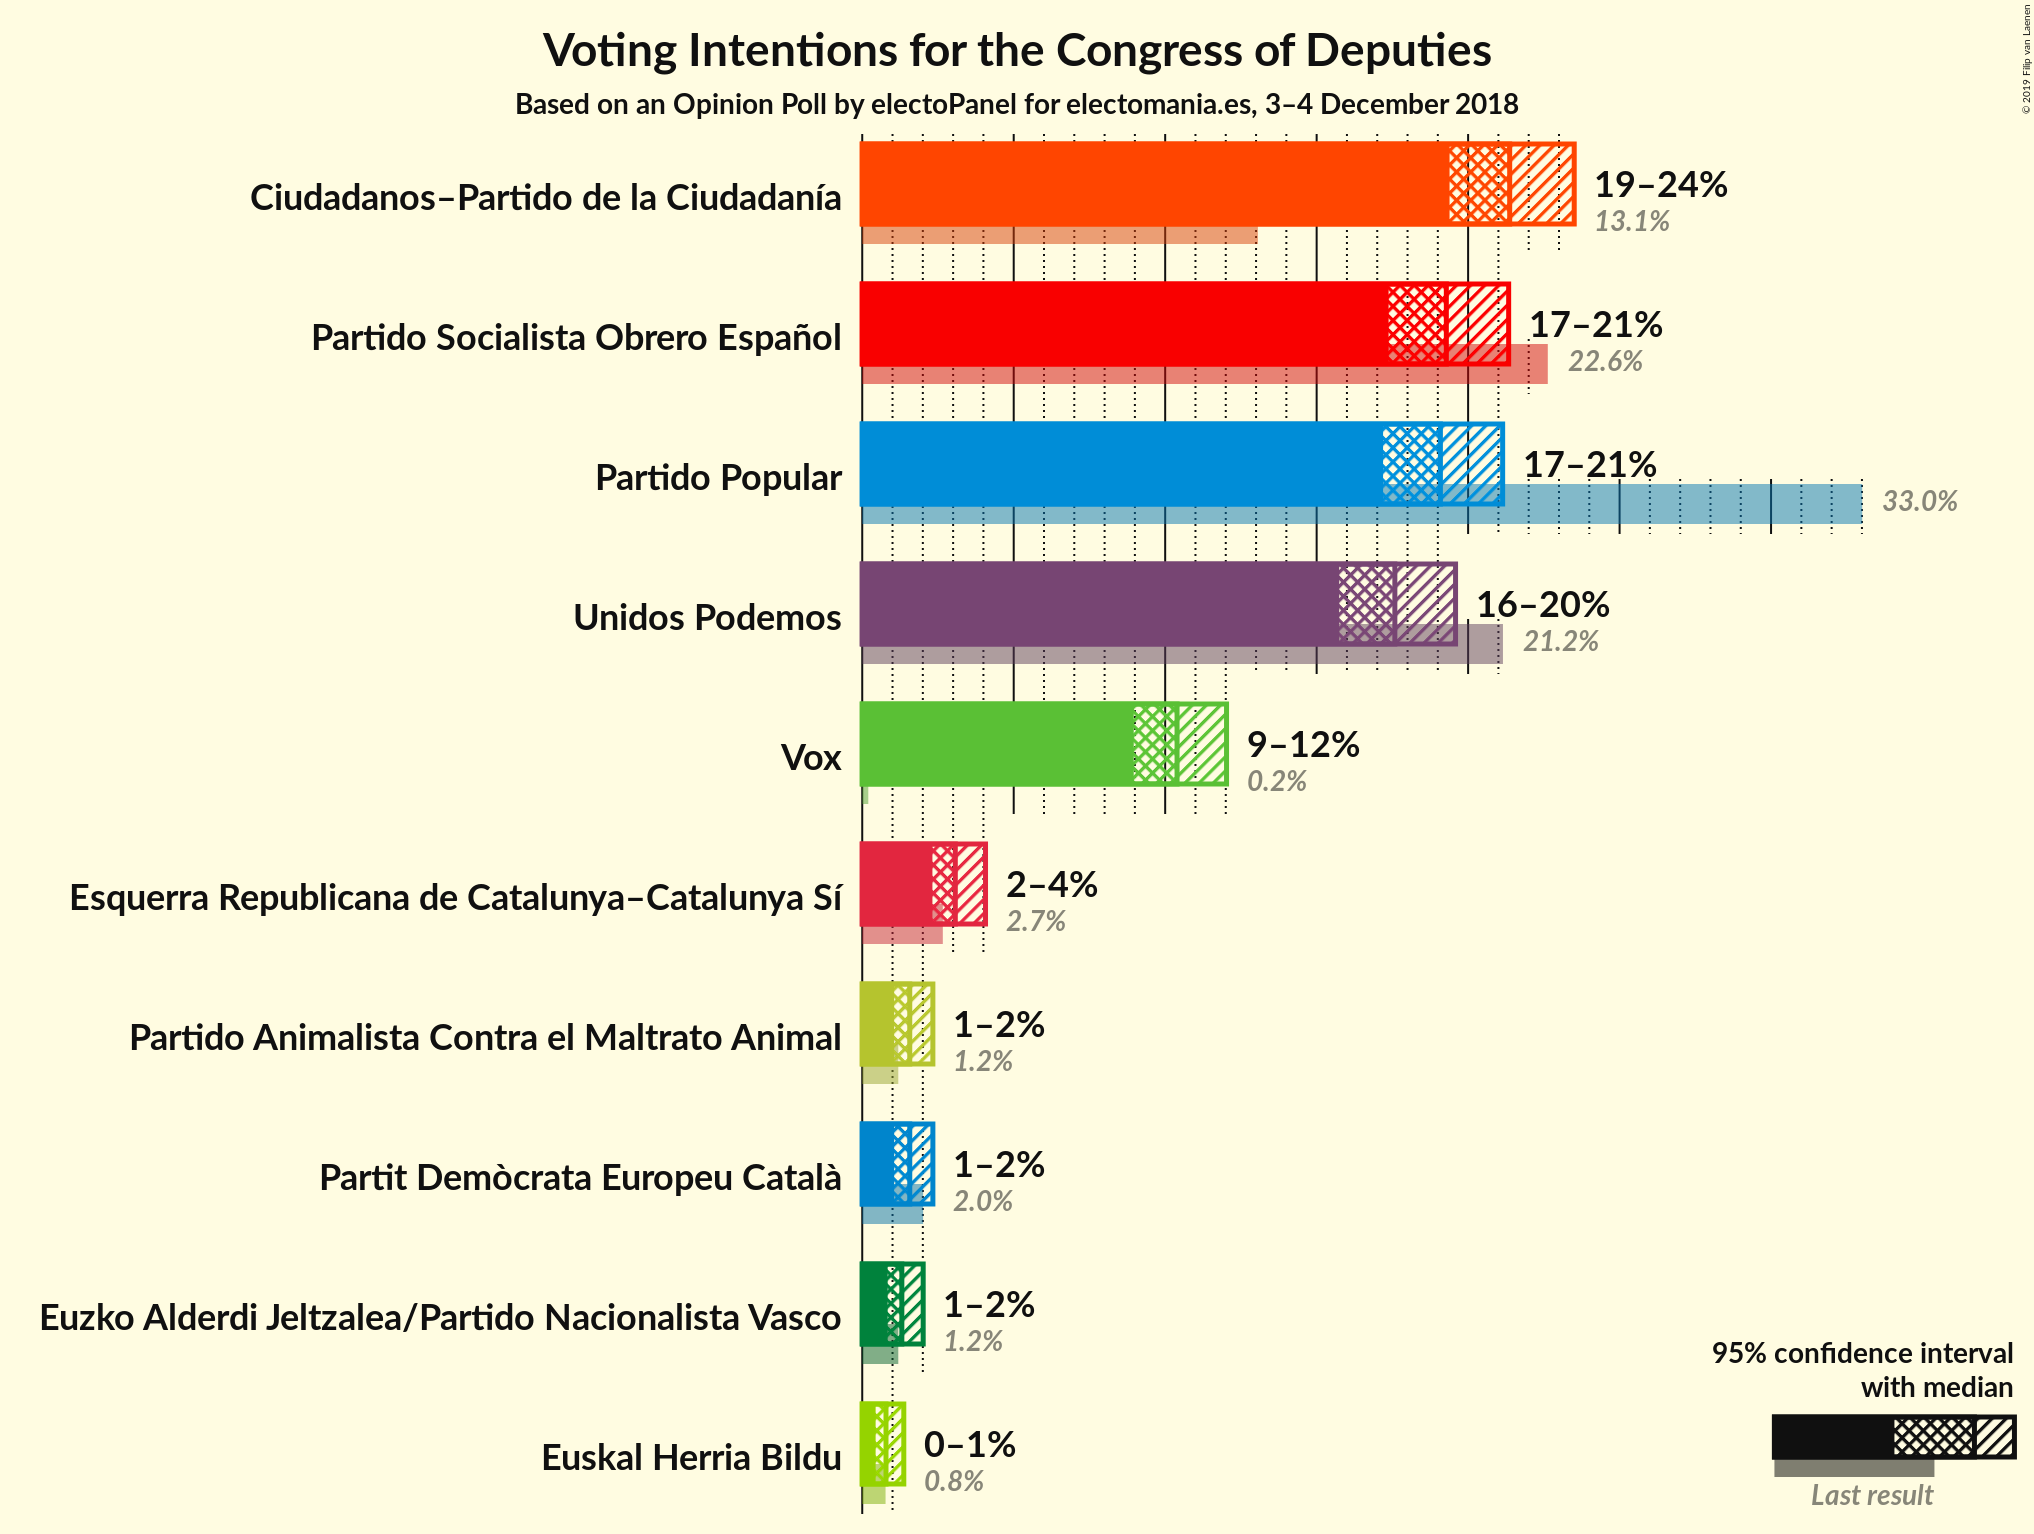 Voting Intentions for the Congress of Deputies
Based on an Opinion Poll by electoPanel for electomania.es, 3–4 December 2018
© 2019 Filip van Laenen
Ciudadanos–Partido de la Ciudadanía
19–24%
13.1%
Partido Socialista Obrero Español
17–21%
22.6%
Partido Popular
17–21%
33.0%
Unidos Podemos
16–20%
21.2%
Vox
9–12%
0.2%
Esquerra Republicana de Catalunya–Catalunya Sí
2–4%
2.7%
Partido Animalista Contra el Maltrato Animal
1–2%
1.2%
Partit Demòcrata Europeu Català
1–2%
2.0%
Euzko Alderdi Jeltzalea/Partido Nacionalista Vasco
1–2%
1.2%
Euskal Herria Bildu
0–1%
0.8%
95% confidence interval
with median
Last result